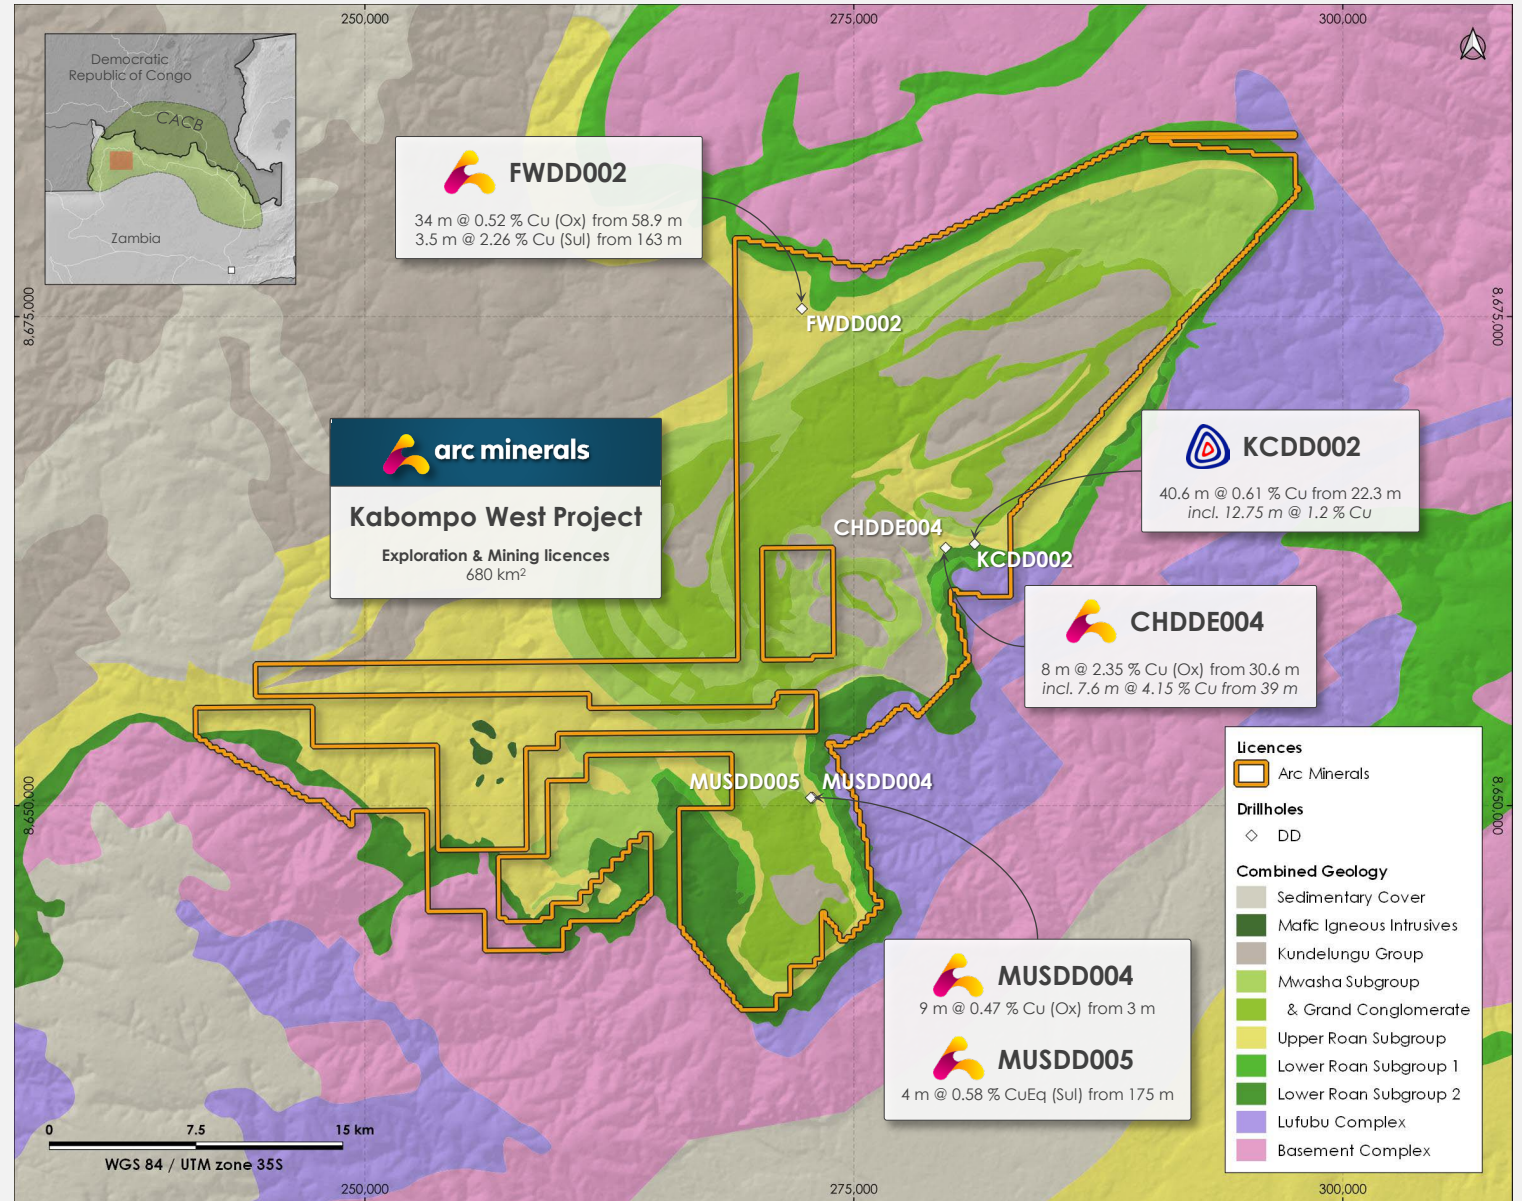 250,000
275,000
300,000
Democratic
Republic of Congo
CACB
Zambia
FWDD002
34 m @ 0.52 % Cu (Ox) from 58.9 m
3.5 m @ 2.26 % Cu (Sul) from 163 m
8,675,000
8,675,000
FWDD002
arc minerals
Kabompo West Project
Exploration & Mining licences
680 km²
KCDD002
40.6 m @ 0.61 % Cu from 22.3 m
incl. 12.75 m @ 1.2 % Cu
CHDDE004
KCDD002
CHDDE004
8 m @ 2.35 % Cu (Ox) from 30.6 m
incl. 7.6 m @ 4.15 % Cu from 39 m
MUSDD005
MUSDD004
8,650,000
8,650,000
MUSDD004
9 m @ 0.47 % Cu (Ox) from 3 m
MUSDD005
4 m @ 0.58 % CuEq (Sul) from 175 m
Licences
Arc Minerals
Drillholes
DD
Combined Geology
Sedimentary Cover
Mafic Igneous Intrusives
Kundelungu Group
Mwasha Subgroup
& Grand Conglomerate
Upper Roan Subgroup
Lower Roan Subgroup 1
Lower Roan Subgroup 2
Lufubu Complex
Basement Complex
0 7.5 15 km
WGS 84 / UTM zone 35S
250,000
275,000
300,000